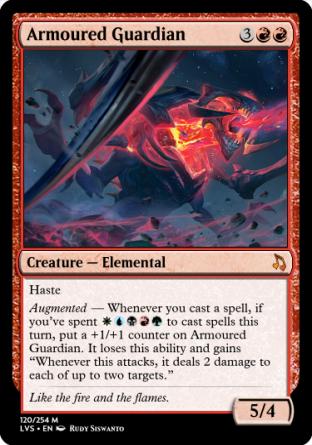 Armoured Guardian 3
Creature — Elemental
Haste
Augmented — Whenever you cast a spell, if
you've spent to cast spells this
turn, put a +1/+1 counter on Armoured
Guardian. It loses this ability and gains
“Whenever this attacks, it deals 2 damage to
each of up to two targets.”
Like the fire and the flames.
5/4
120/254 M
LVS • EN Rudy Siswanto